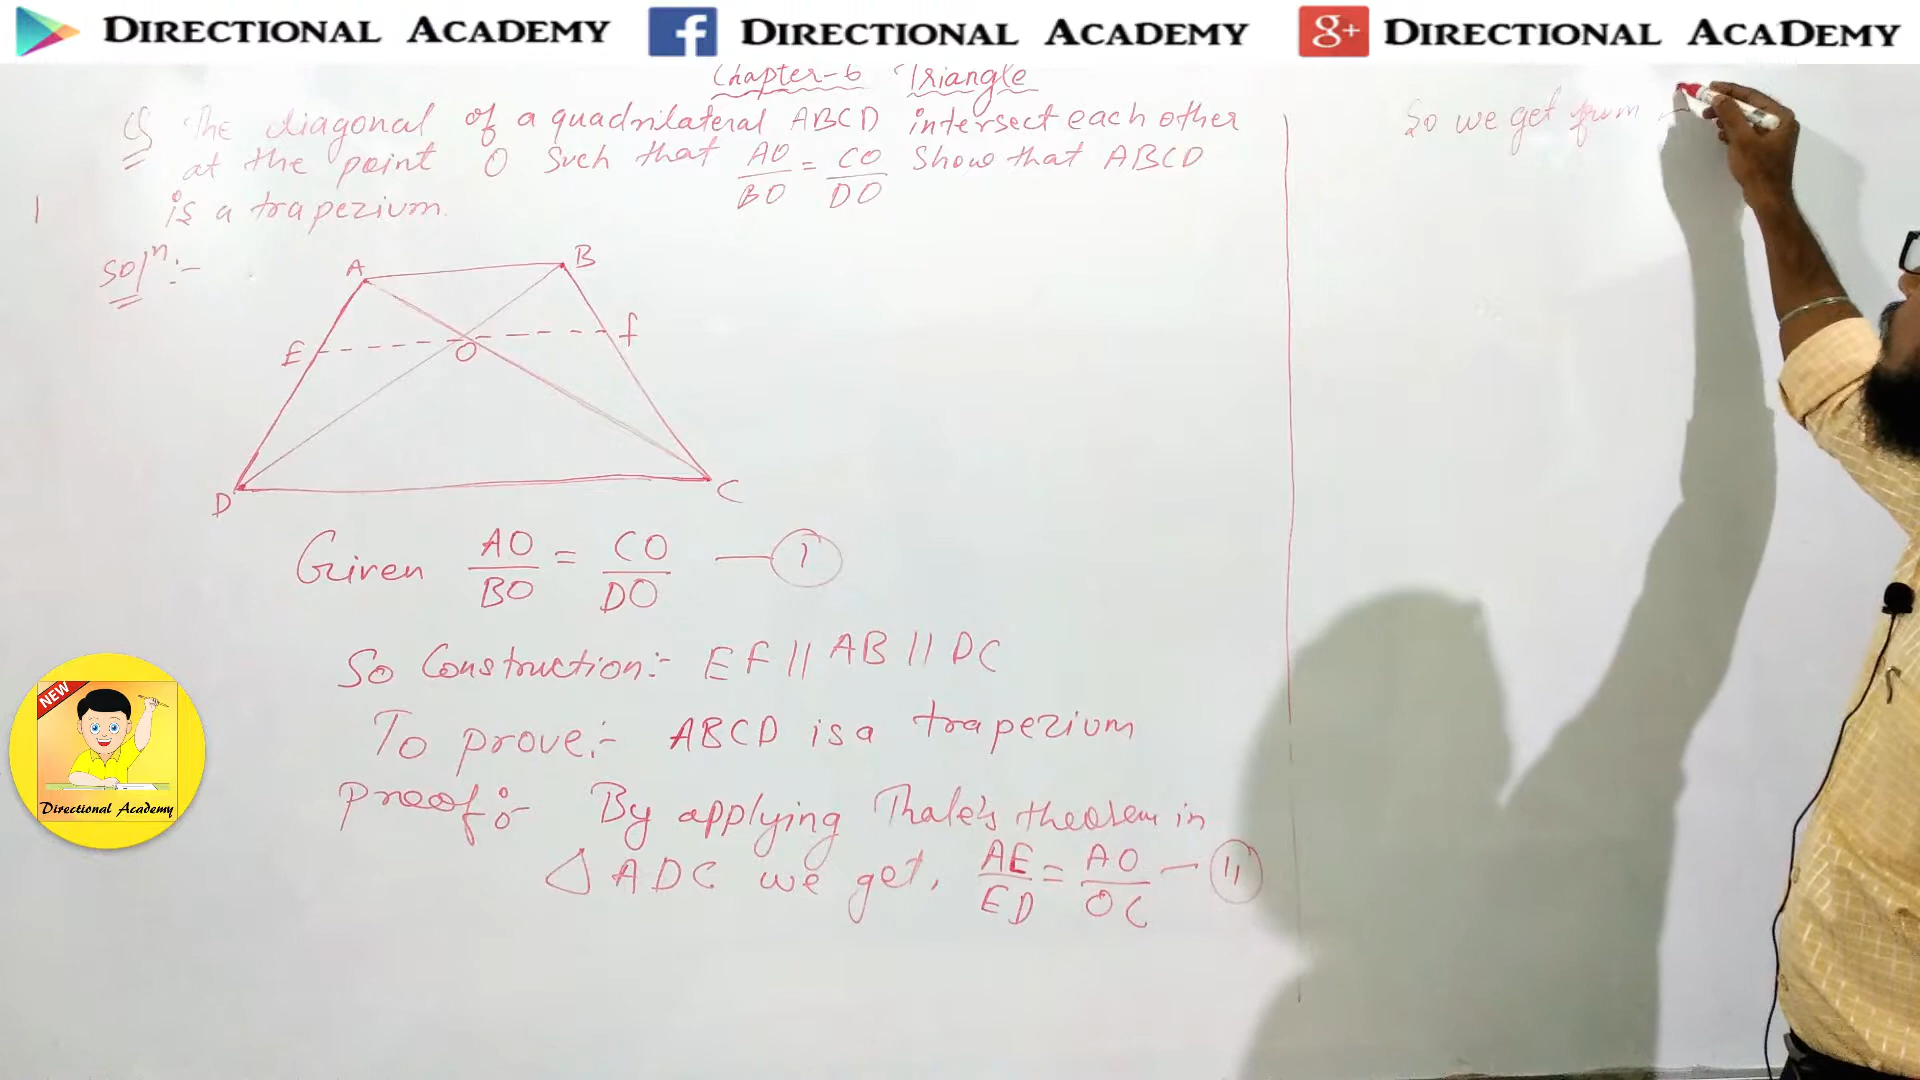 DIRECTIONAL ACADEMY DIRECTIONAL ACADEMY DIRECTIONAL ACADEMY
Chapter-6 Triangle
Q The diagonal of a quadrilateral ABCD intersect each other
at the point O such that AO/BO = CO/DO Show that ABCD
is a trapezium.
1
Solⁿ:-
A B
E O f
D C
Given AO/BO = CO/DO — 1
So Construction:- EF || AB || DC
To prove:- ABCD is a trapezium
Proof:- By applying Thale's theorem in
△ ADC we get, AE/ED = AO/OC — 11
So we get from
NEW
Directional Academy